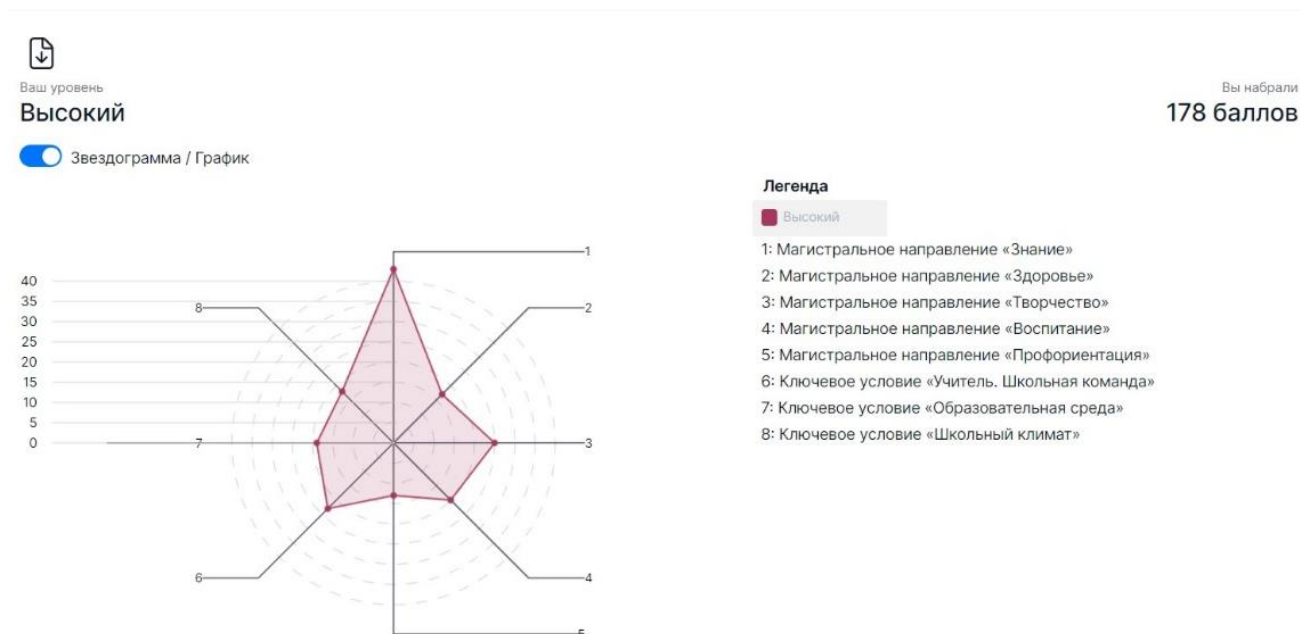 Ваш уровень
Высокий
Вы набрали
178 баллов
Звездограмма / График
Легенда
Высокий
1: Магистральное направление «Знание»
2: Магистральное направление «Здоровье»
3: Магистральное направление «Творчество»
4: Магистральное направление «Воспитание»
5: Магистральное направление «Профориентация»
6: Ключевое условие «Учитель. Школьная команда»
7: Ключевое условие «Образовательная среда»
8: Ключевое условие «Школьный климат»
40
35
30
25
20
15
10
5
0
1
2
3
4
5
6
7
8